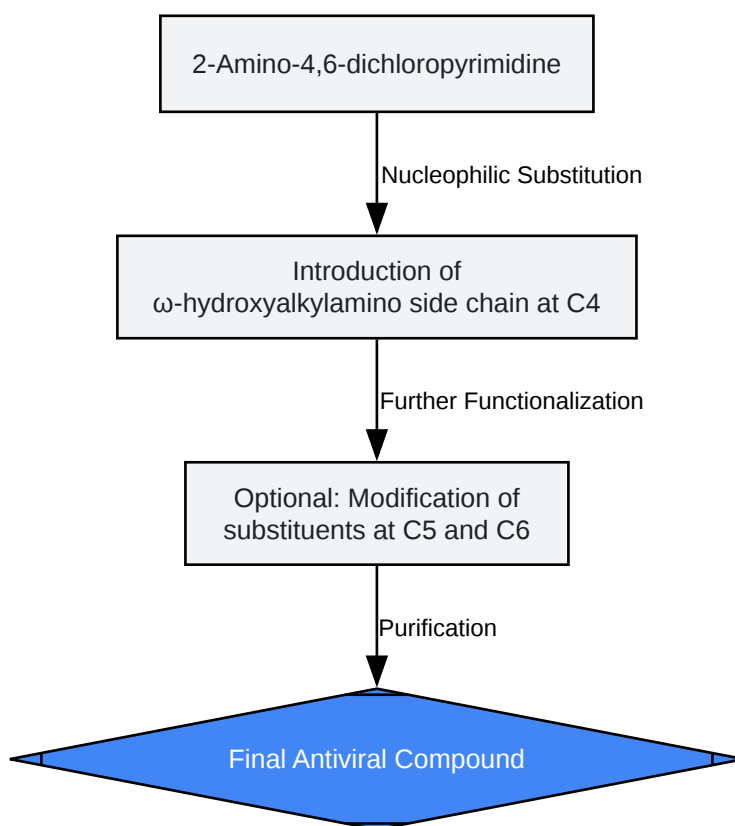 2-Amino-4,6-dichloropyrimidine
Nucleophilic Substitution
Introduction of
ω-hydroxyalkylamino side chain at C4
Further Functionalization
Optional: Modification of
substituents at C5 and C6
Purification
Final Antiviral Compound